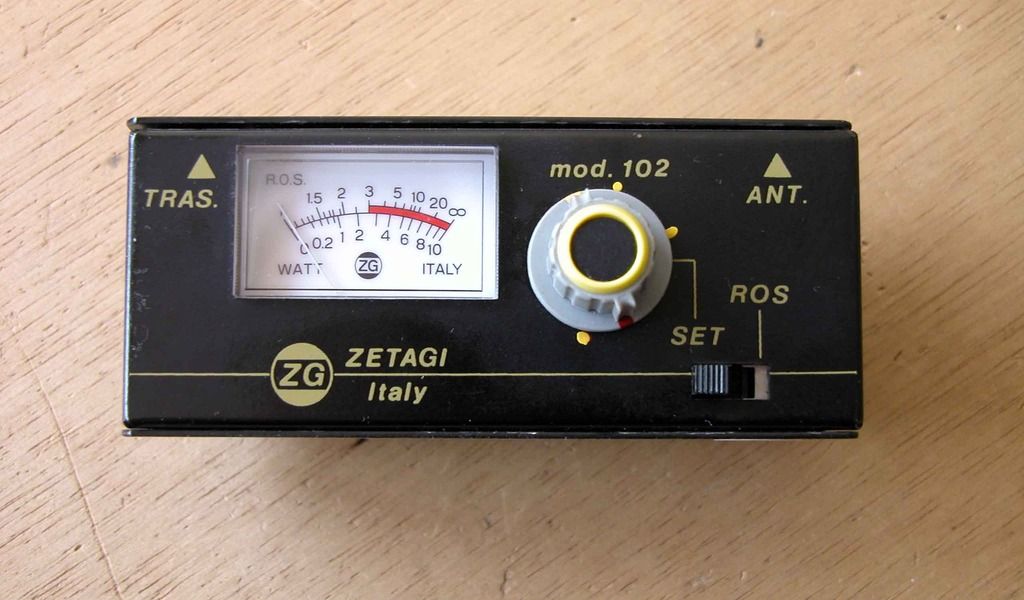 TRAS.
R.O.S.
1.5 2 3 5 10 20 ∞
0 0.2 1 2 4 6 8 10
WATT ZG ITALY
mod. 102
ANT.
SET
ROS
ZG
ZETAGI
Italy